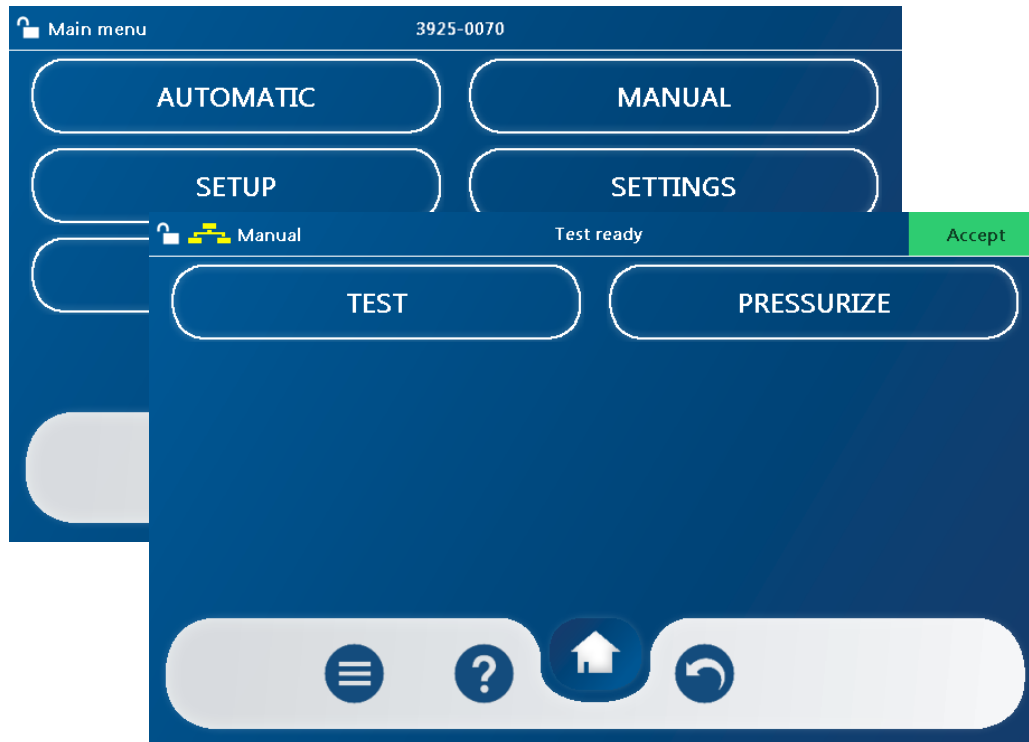 Main menu 3925-0070
AUTOMATIC MANUAL
SETUP SETTINGS
Manual Test ready Accept
TEST PRESSURIZE
?